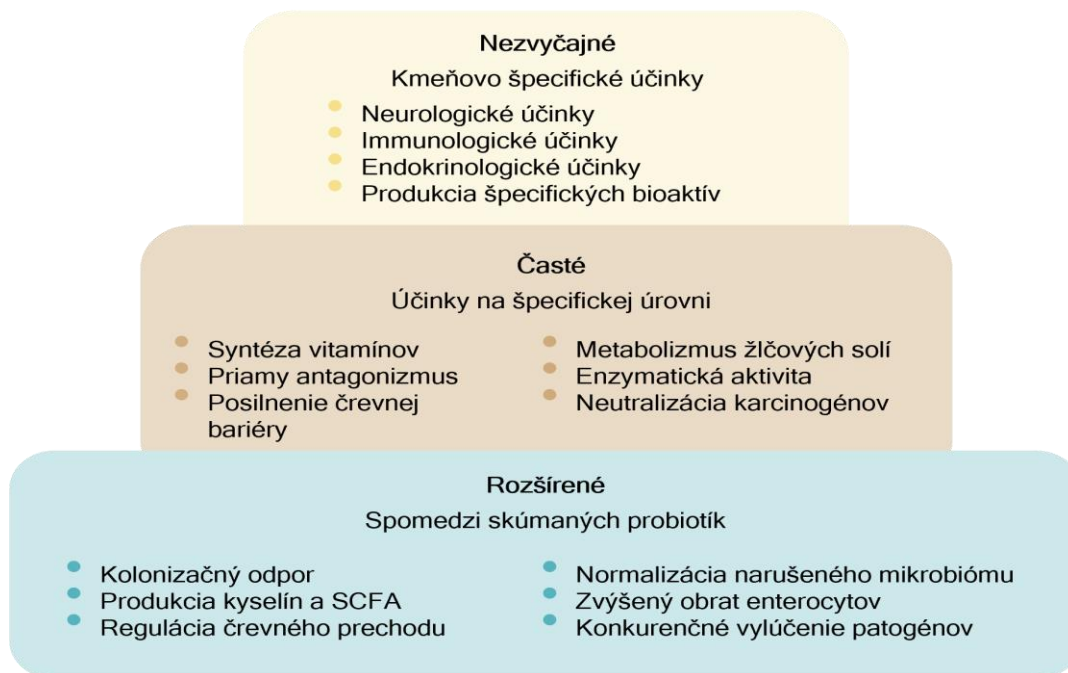 Nezvyčajné
Kmeňovo špecifické účinky
Neurologické účinky
Immunologické účinky
Endokrinologické účinky
Produkcia špecifických bioaktív
Časté
Účinky na špecifickej úrovni
Syntéza vitamínov
Priamy antagonizmus
Posilnenie črevnej
bariéry
Metabolizmus žlčových solí
Enzymatická aktivita
Neutralizácia karcinogénov
Rozšírené
Spomedzi skúmaných probiotík
Kolonizačný odpor
Produkcia kyselín a SCFA
Regulácia črevného prechodu
Normalizácia narušeného mikrobiómu
Zvýšený obrat enterocytov
Konkurenčné vylúčenie patogénov